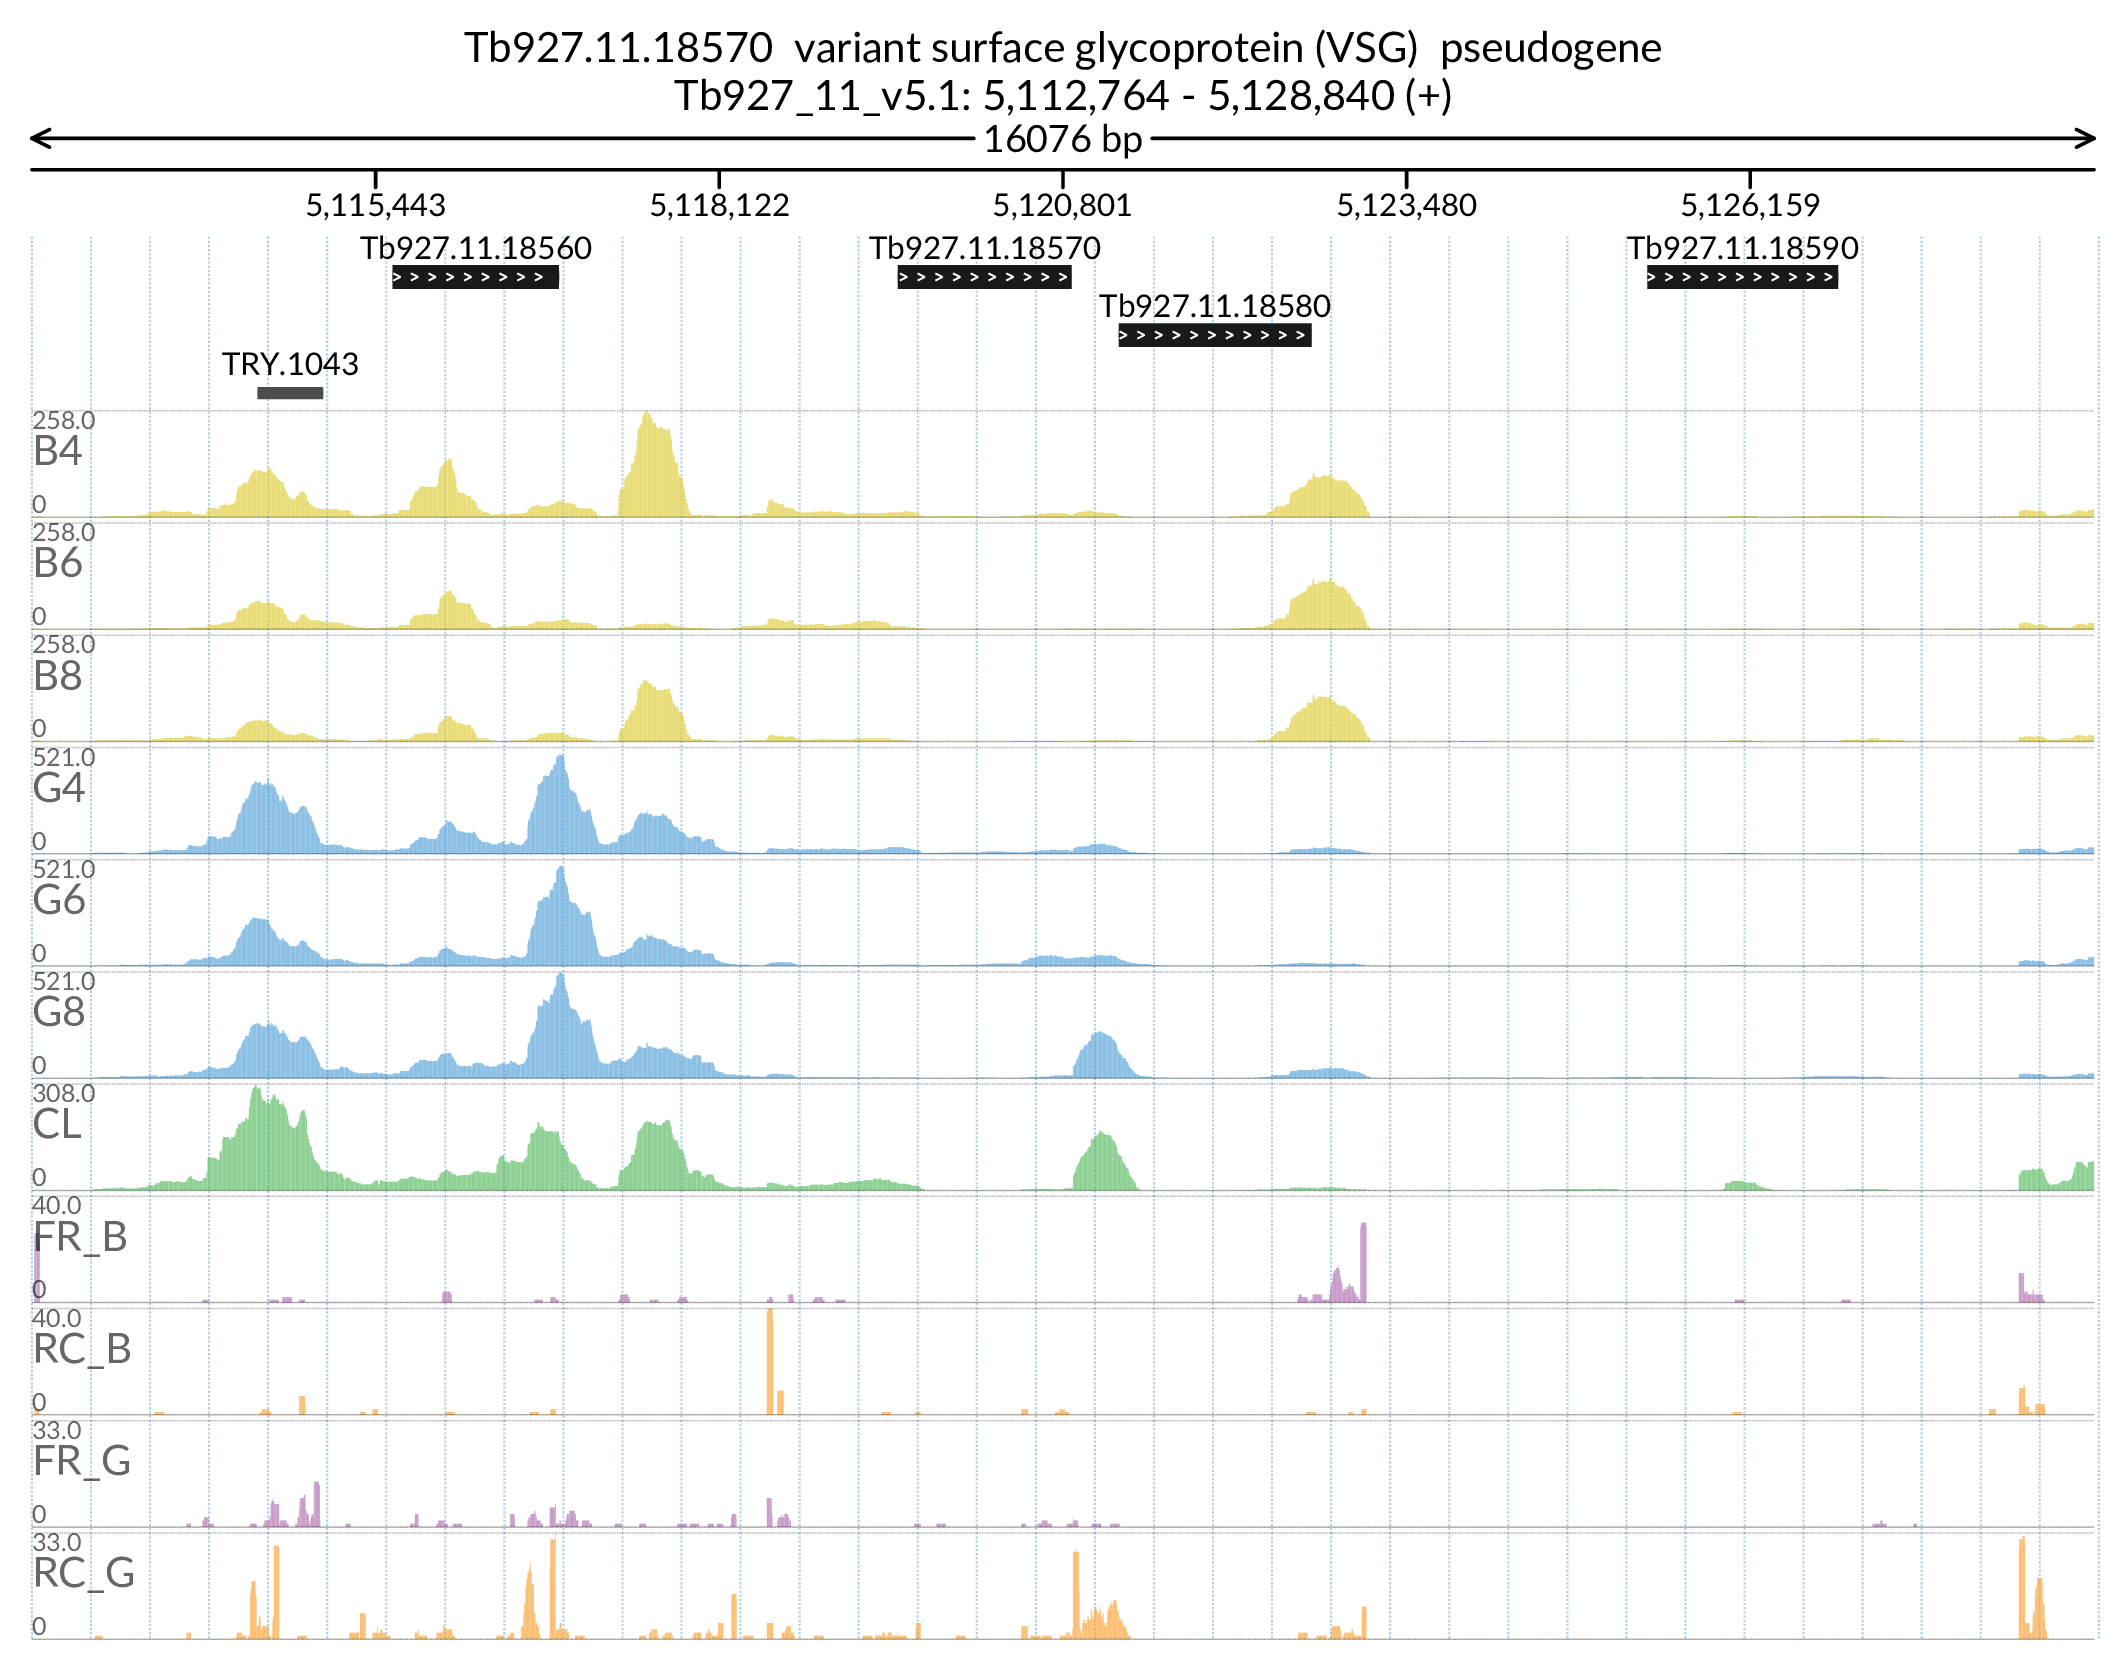 Tb927.11.18570 variant surface glycoprotein (VSG) pseudogene
Tb927_11_v5.1: 5,112,764 - 5,128,840 (+)
16076 bp
5,115,443 5,118,122 5,120,801 5,123,480 5,126,159
Tb927.11.18560 Tb927.11.18570 Tb927.11.18590
Tb927.11.18580
TRY.1043
258.0
B4
0
258.0
B6
0
258.0
B8
0
521.0
G4
0
521.0
G6
0
521.0
G8
0
308.0
CL
0
40.0
FR_B
0
40.0
RC_B
0
33.0
FR_G
0
33.0
RC_G
0